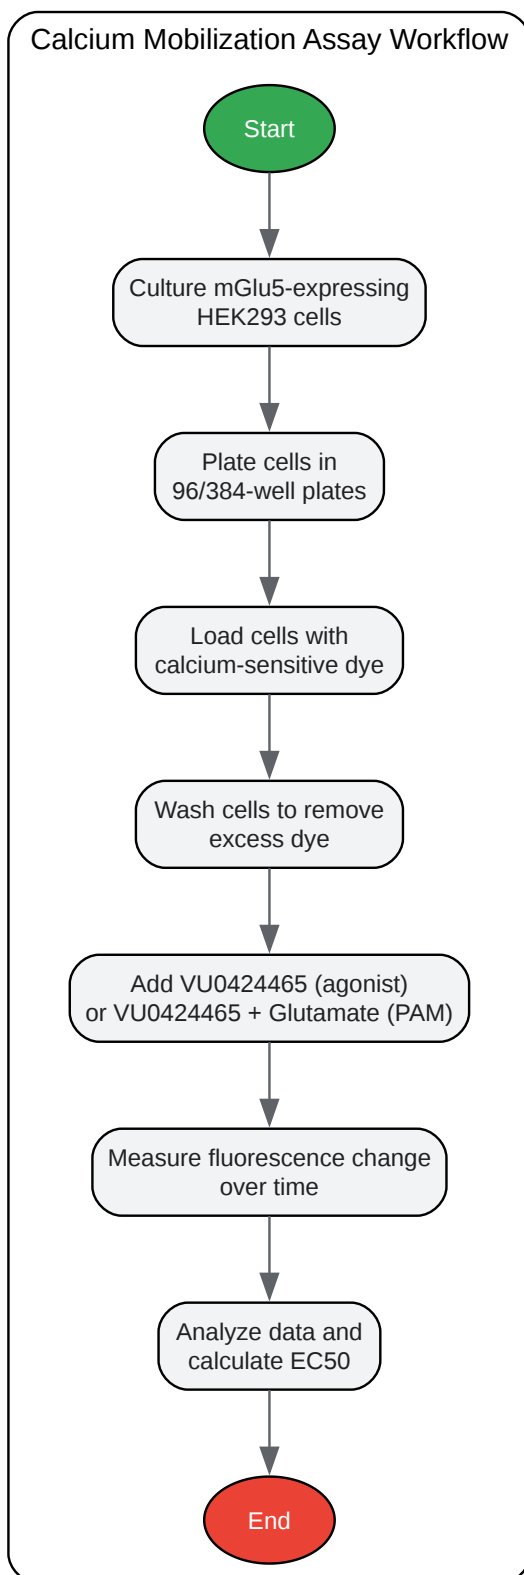 Calcium Mobilization Assay Workflow
Start
Culture mGlu5-expressing
HEK293 cells
Plate cells in
96/384-well plates
Load cells with
calcium-sensitive dye
Wash cells to remove
excess dye
Add VU0424465 (agonist)
or VU0424465 + Glutamate (PAM)
Measure fluorescence change
over time
Analyze data and
calculate EC50
End